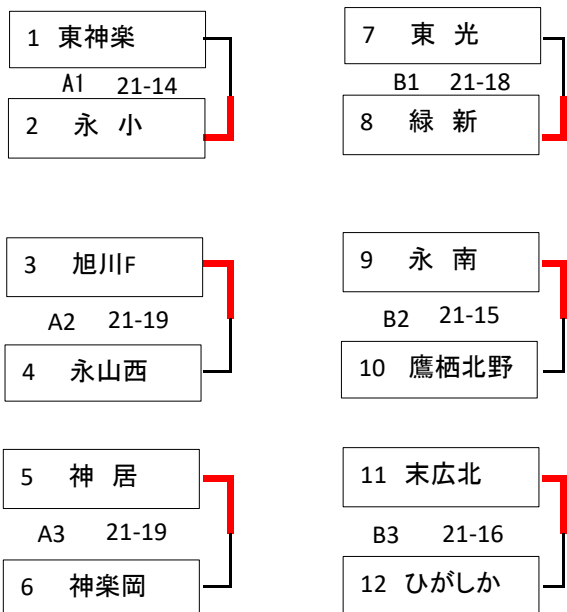 1 東神楽
A1 21-14
2 永 小
3 旭川F
A2 21-19
4 永山西
5 神 居
A3 21-19
6 神楽岡
7 東 光
B1 21-18
8 緑 新
9 永 南
B2 21-15
10 鷹栖北野
11 末広北
B3 21-16
12 ひがしか